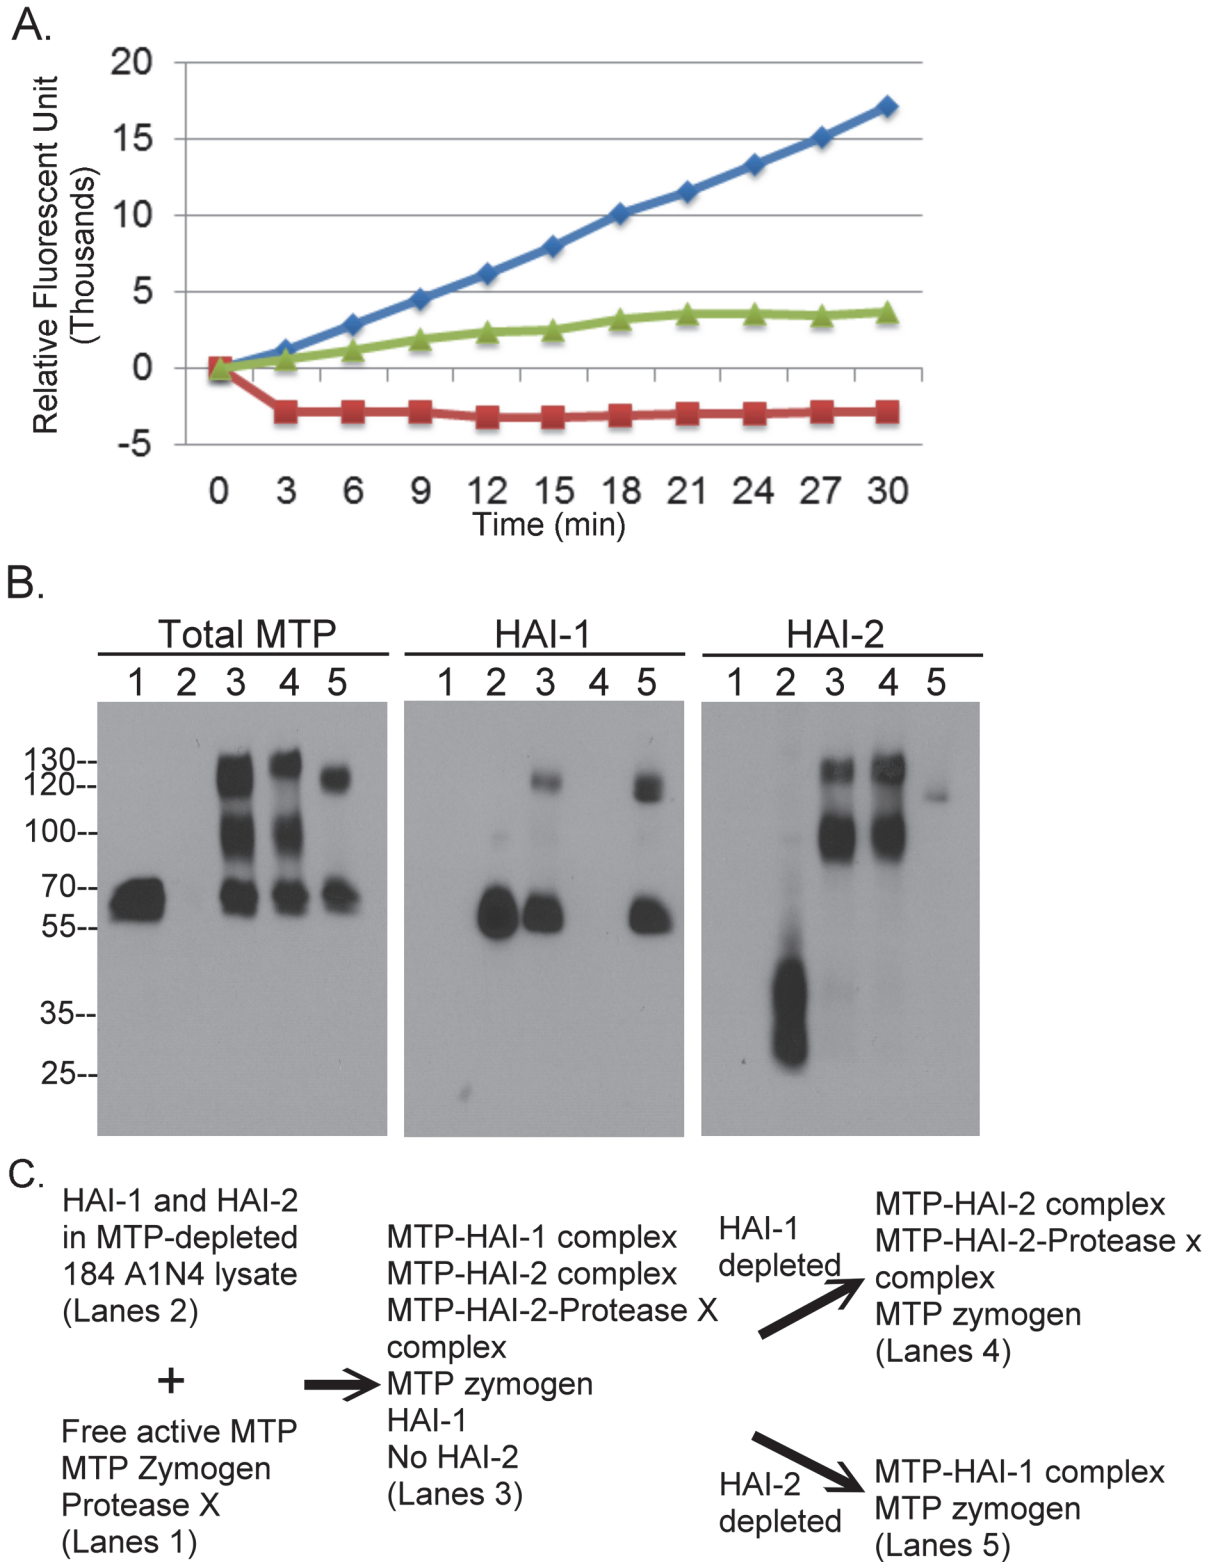 A.
Relative Fluorescent Unit
(Thousands)
20
15
10
5
0
-5
0 3 6 9 12 15 18 21 24 27 30
Time (min)
B.
Total MTP HAI-1 HAI-2
1 2 3 4 5 1 2 3 4 5 1 2 3 4 5
130--
120--
100--
70--
55--
35--
25--
C.
HAI-1 and HAI-2
in MTP-depleted
184 A1N4 lysate
(Lanes 2)
+
Free active MTP
MTP Zymogen
Protease X
(Lanes 1)
MTP-HAI-1 complex
MTP-HAI-2 complex
MTP-HAI-2-Protease X
complex
MTP zymogen
HAI-1
No HAI-2
(Lanes 3)
HAI-1
depleted
MTP-HAI-2 complex
MTP-HAI-2-Protease x
complex
MTP zymogen
(Lanes 4)
HAI-2
depleted
MTP-HAI-1 complex
MTP zymogen
(Lanes 5)